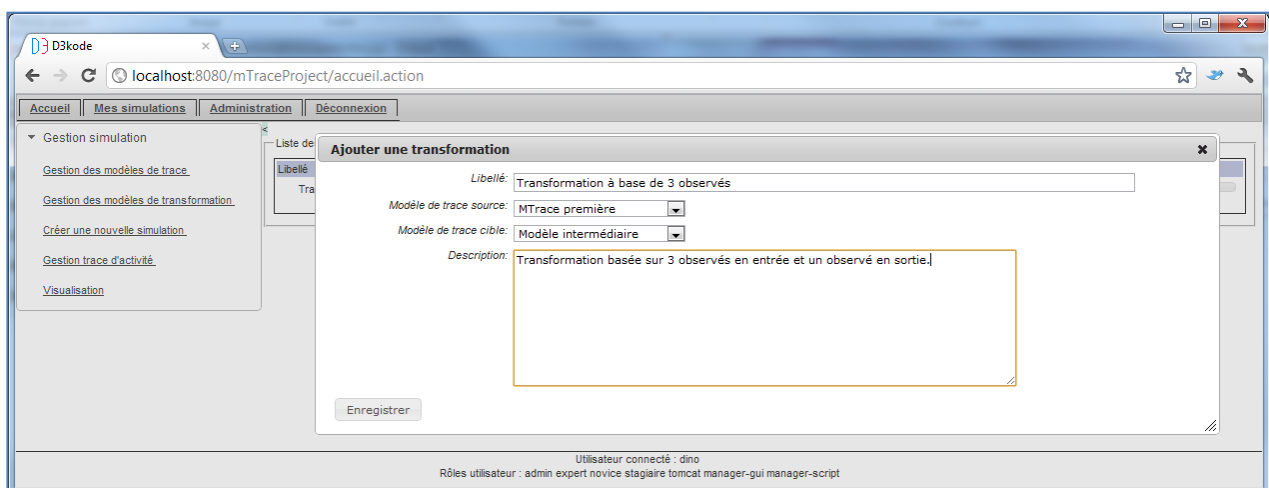 D3kode
localhost:8080/mTraceProject/accueil.action
Accueil Mes simulations Administration Déconnexion
Gestion simulation
Gestion des modèles de trace
Gestion des modèles de transformation
Créer une nouvelle simulation
Gestion trace d'activité
Visualisation
<
Liste de
Libellé
Tra
Ajouter une transformation
Libellé: Transformation à base de 3 observés
Modèle de trace source: MTrace première
Modèle de trace cible: Modèle intermédiaire
Description: Transformation basée sur 3 observés en entrée et un observé en sortie.
Enregistrer
Utilisateur connecté : dino
Rôles utilisateur : admin expert novice stagiaire tomcat manager-gui manager-script